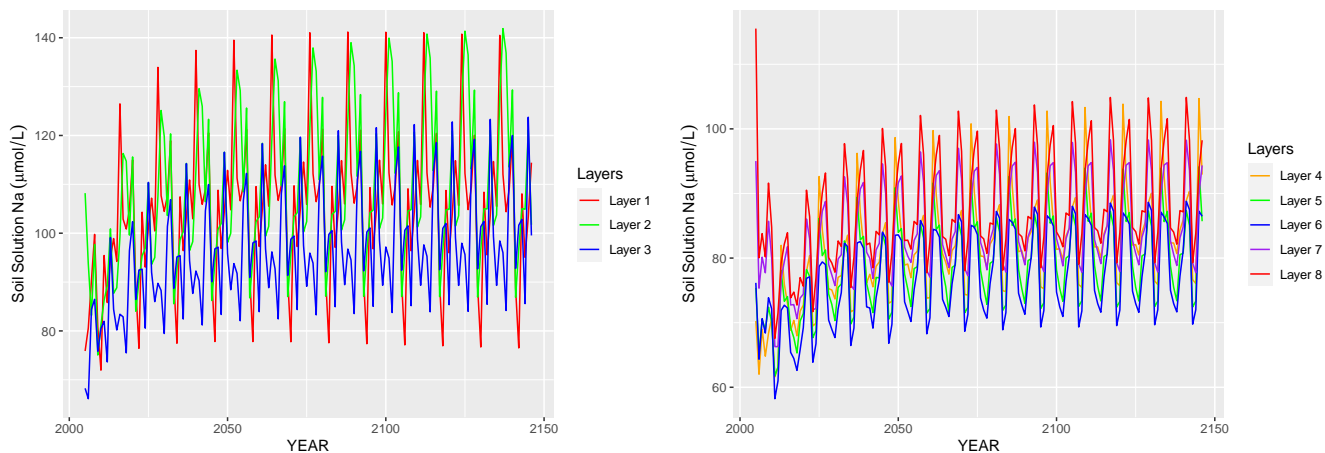 Soil Solution Na (µmol/L)
140
120
100
80
2000
2050
2100
2150
YEAR
Layers
Layer 1
Layer 2
Layer 3
Soil Solution Na (µmol/L)
100
80
60
2000
2050
2100
2150
YEAR
Layers
Layer 4
Layer 5
Layer 6
Layer 7
Layer 8